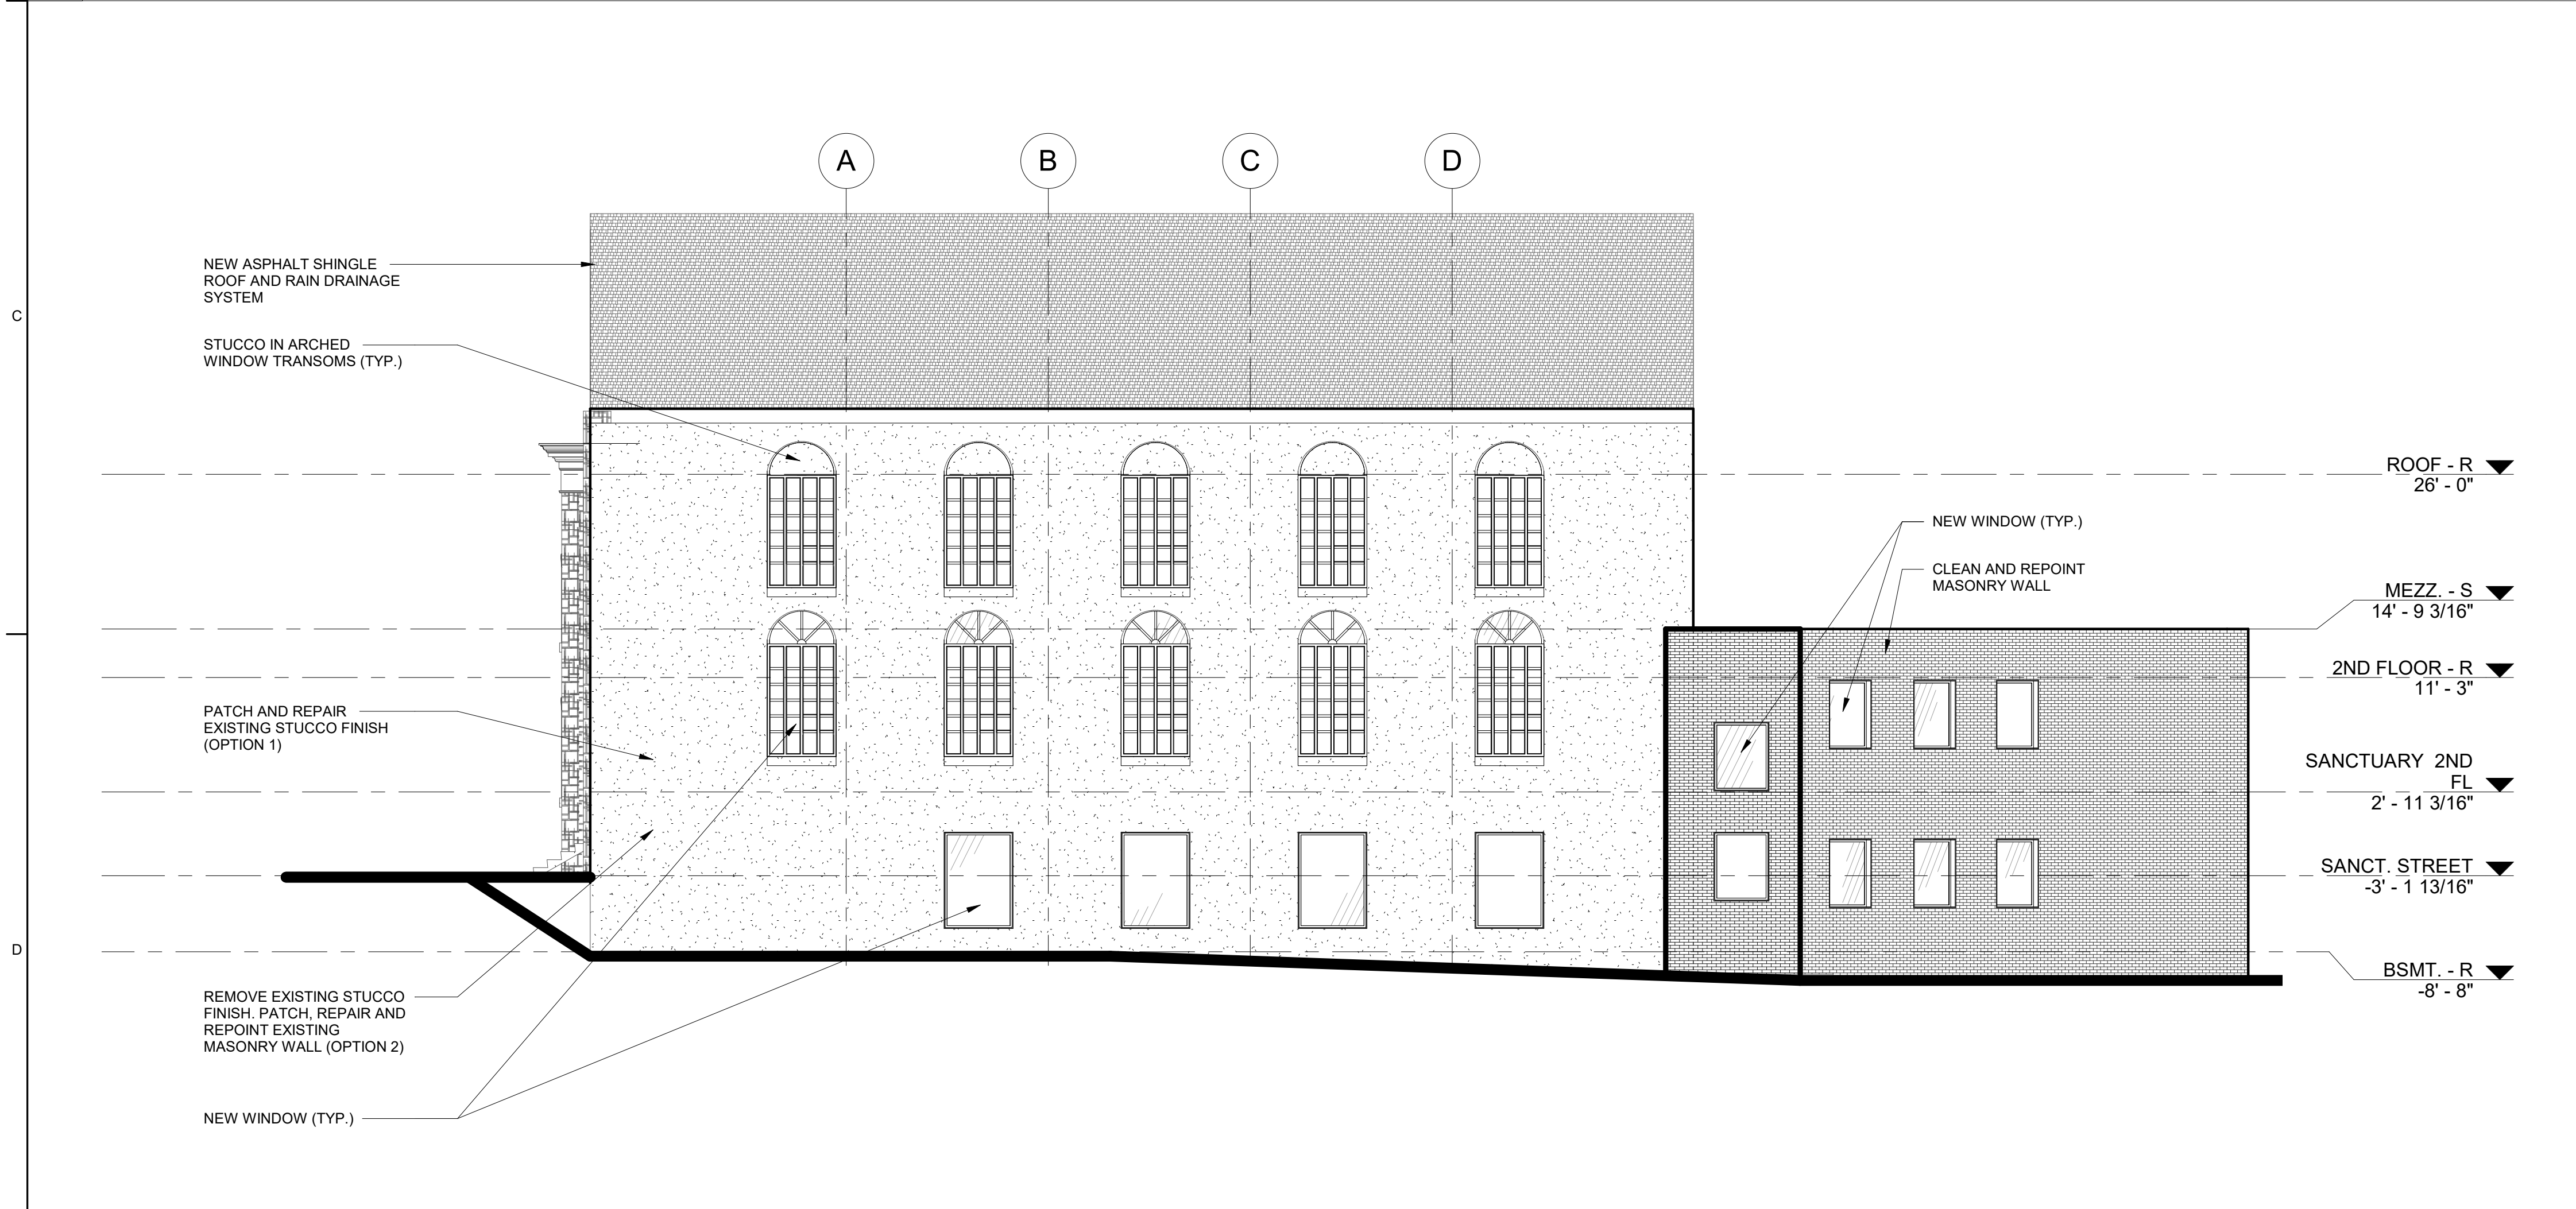 A
B
C
D
NEW ASPHALT SHINGLE
ROOF AND RAIN DRAINAGE
SYSTEM
C
STUCCO IN ARCHED
WINDOW TRANSOMS (TYP.)
ROOF - R
26' - 0"
NEW WINDOW (TYP.)
CLEAN AND REPOINT
MASONRY WALL
MEZZ. - S
14' - 9 3/16"
2ND FLOOR - R
11' - 3"
PATCH AND REPAIR
EXISTING STUCCO FINISH
(OPTION 1)
SANCTUARY 2ND
FL
2' - 11 3/16"
SANCT. STREET
-3' - 1 13/16"
D
BSMT. - R
-8' - 8"
REMOVE EXISTING STUCCO
FINISH. PATCH, REPAIR AND
REPOINT EXISTING
MASONRY WALL (OPTION 2)
NEW WINDOW (TYP.)